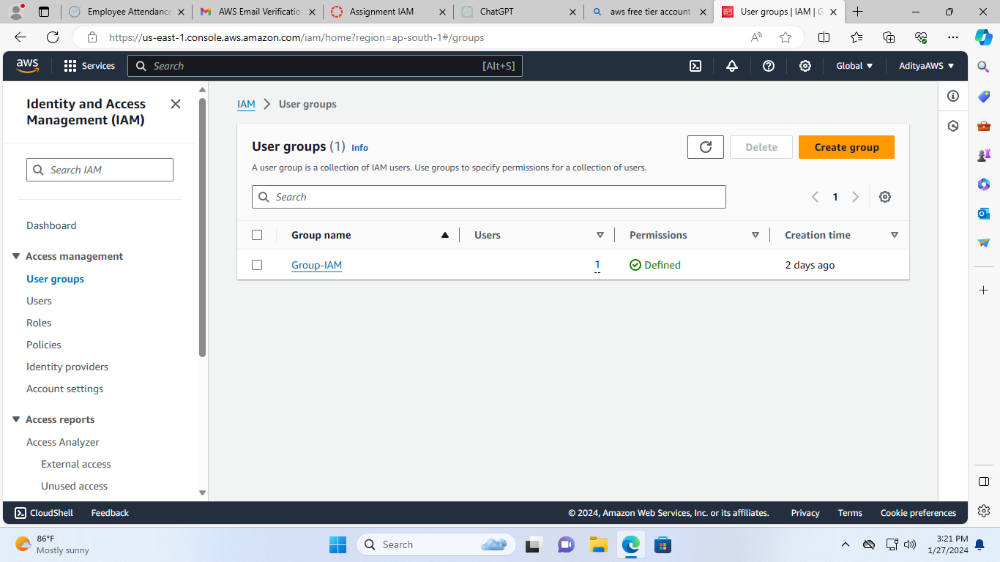 Employee Attendance
AWS Email Verification
Assignment IAM
ChatGPT
aws free tier account
User groups | IAM | G
https://us-east-1.console.aws.amazon.com/iam/home?region=ap-south-1#/groups
aws
Services
Search
[Alt+S]
Global
AdityaAWS
Identity and Access
Management (IAM)
Search IAM
Dashboard
Access management
User groups
Users
Roles
Policies
Identity providers
Account settings
Access reports
Access Analyzer
External access
Unused access
IAM
User groups
User groups (1) Info
Delete
Create group
A user group is a collection of IAM users. Use groups to specify permissions for a collection of users.
Search
1
Group name
Users
Permissions
Creation time
Group-IAM
1
Defined
2 days ago
CloudShell
Feedback
© 2024, Amazon Web Services, Inc. or its affiliates.
Privacy
Terms
Cookie preferences
86°F
Mostly sunny
Search
3:21 PM
1/27/2024